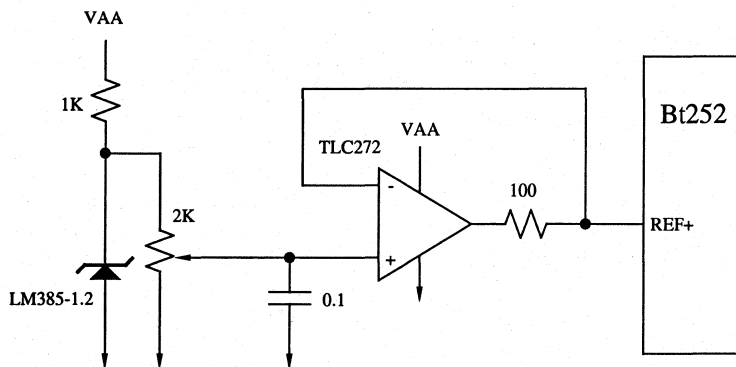 VAA
1K
2K
LM385-1.2
0.1
TLC272
VAA
-
+
100
REF+
Bt252